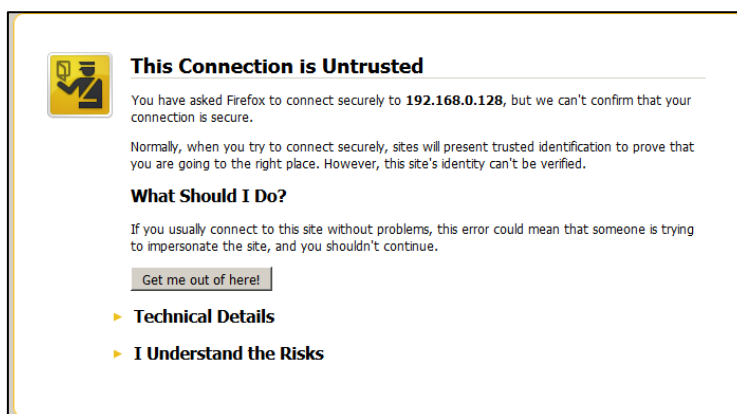 This Connection is Untrusted
You have asked Firefox to connect securely to 192.168.0.128, but we can't confirm that your
connection is secure.
Normally, when you try to connect securely, sites will present trusted identification to prove that
you are going to the right place. However, this site's identity can't be verified.
What Should I Do?
If you usually connect to this site without problems, this error could mean that someone is trying
to impersonate the site, and you shouldn't continue.
Get me out of here!
Technical Details
I Understand the Risks